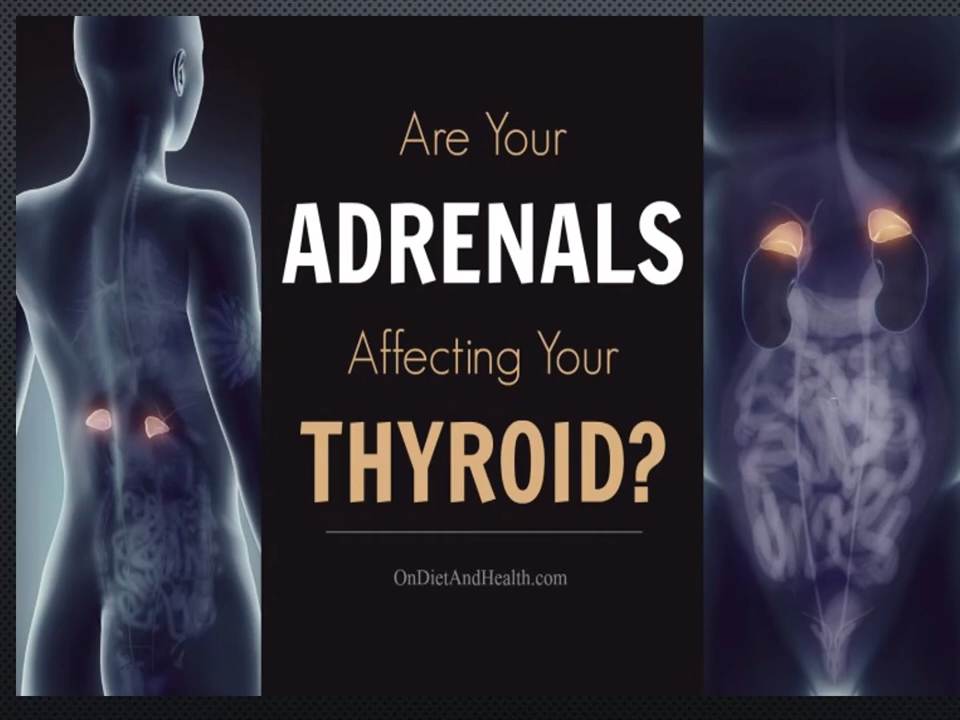 Are Your
ADRENALS
Affecting Your
THYROID?
OnDietAndHealth.com